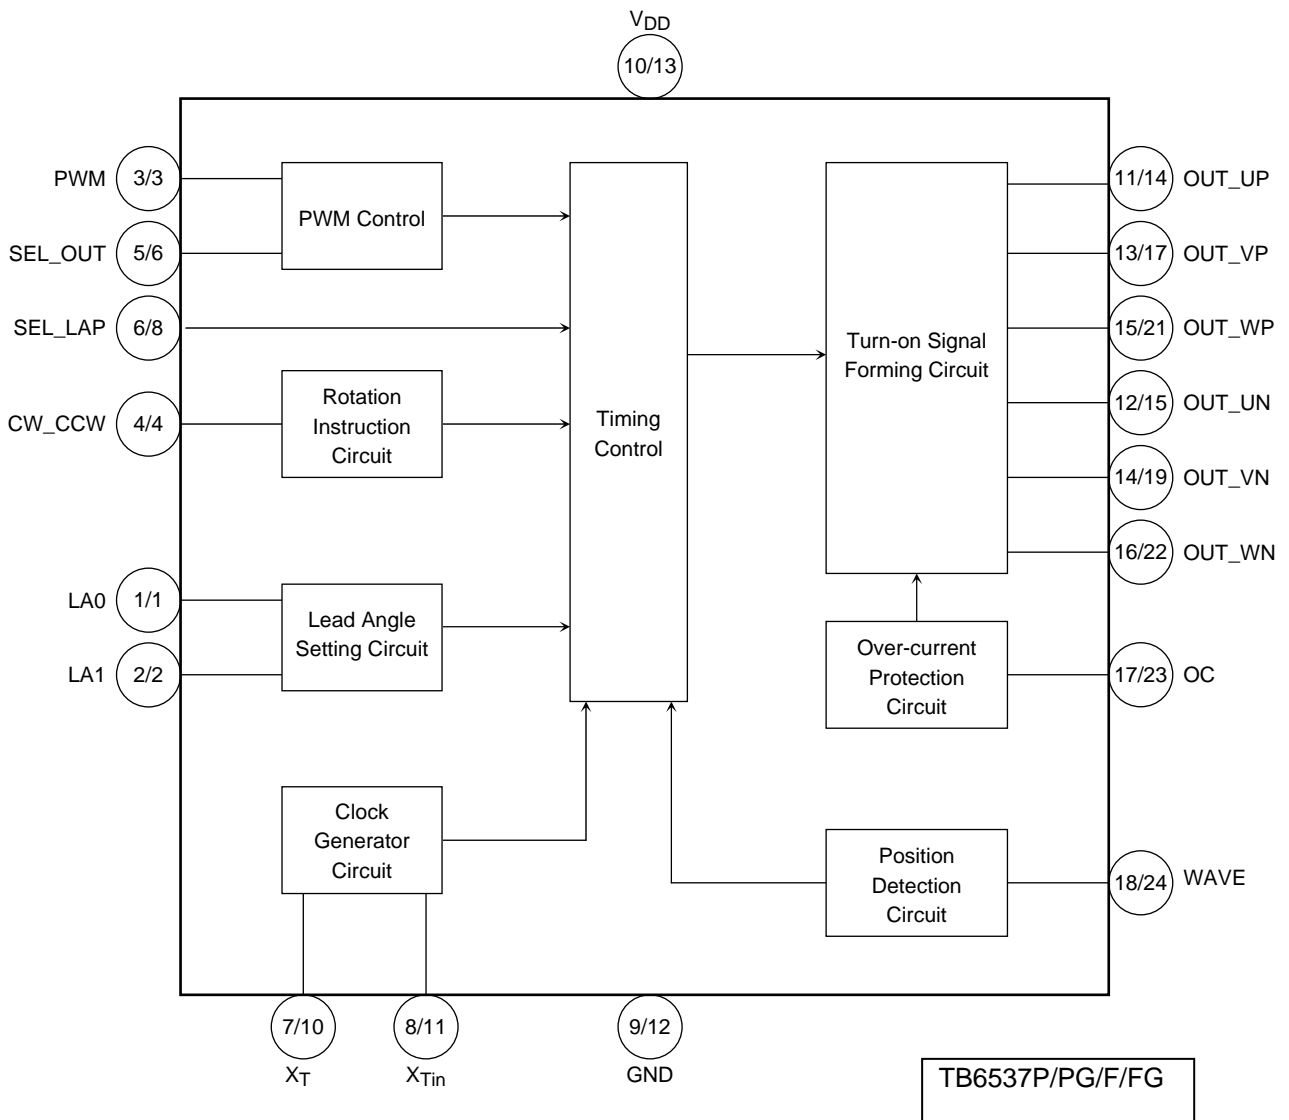 VDD
10/13
PWM
3/3
PWM Control
SEL_OUT
5/6
SEL_LAP
6/8
CW_CCW
4/4
Rotation
Instruction
Circuit
LA0
1/1
Lead Angle
Setting Circuit
LA1
2/2
Clock
Generator
Circuit
Timing
Control
Turn-on Signal
Forming Circuit
11/14
OUT_UP
13/17
OUT_VP
15/21
OUT_WP
12/15
OUT_UN
14/19
OUT_VN
16/22
OUT_WN
Over-current
Protection
Circuit
17/23
OC
Position
Detection
Circuit
18/24
WAVE
7/10
XT
8/11
XTin
9/12
GND
TB6537P/PG/F/FG